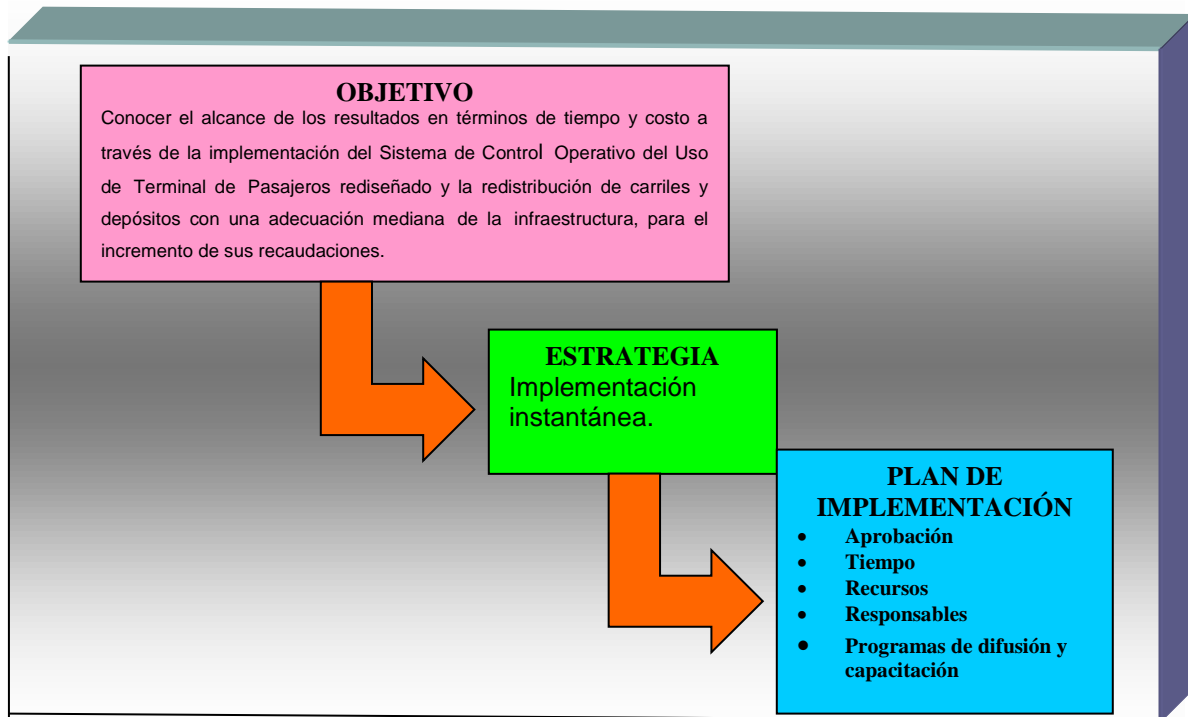 OBJETIVO
Conocer el alcance de los resultados en términos de tiempo y costo a
través de la implementación del Sistema de Control Operativo del Uso
de Terminal de Pasajeros rediseñado y la redistribución de carriles y
depósitos con una adecuación mediana de la infraestructura, para el
incremento de sus recaudaciones.
ESTRATEGIA
Implementación
instantánea.
PLAN DE
IMPLEMENTACIÓN
• Aprobación
• Tiempo
• Recursos
• Responsables
• Programas de difusión y
capacitación